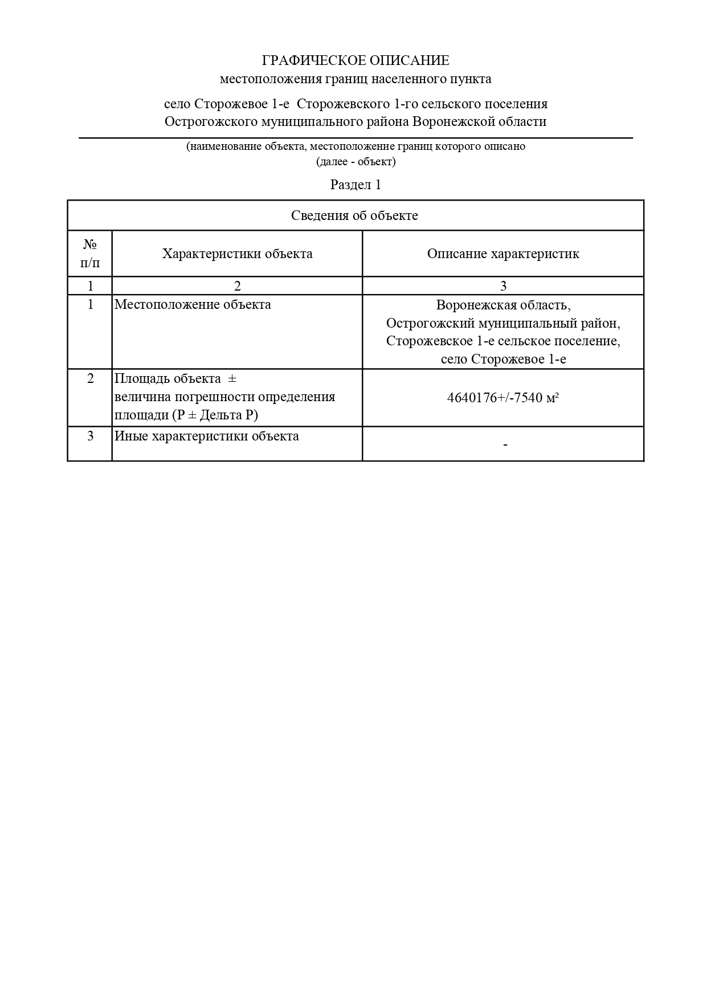 ГРАФИЧЕСКОЕ ОПИСАНИЕ
местоположения границ населенного пункта
село Сторожевое 1-е  Сторожевского 1-го сельского поселения
Острогожского муниципального района Воронежской области
(наименование объекта, местоположение границ которого описано
(далее - объект)
Раздел 1
Сведения об объекте
№
п/п
Характеристики объекта
Описание характеристик
1
2
3
1
Местоположение объекта
Воронежская область,
Острогожский муниципальный район,
Сторожевское 1-е сельское поселение,
село Сторожевое 1-е
2
Площадь объекта  ±
величина погрешности определения
площади (P ± Дельта P)
4640176+/-7540 м²
3
Иные характеристики объекта
-